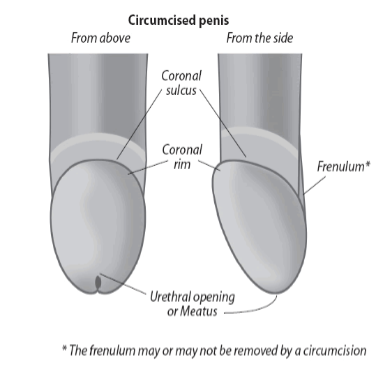 Circumcised penis
From above
From the side
Coronal
sulcus
Coronal
rim
Frenulum*
Urethral opening
or Meatus
* The frenulum may or may not be removed by a circumcision